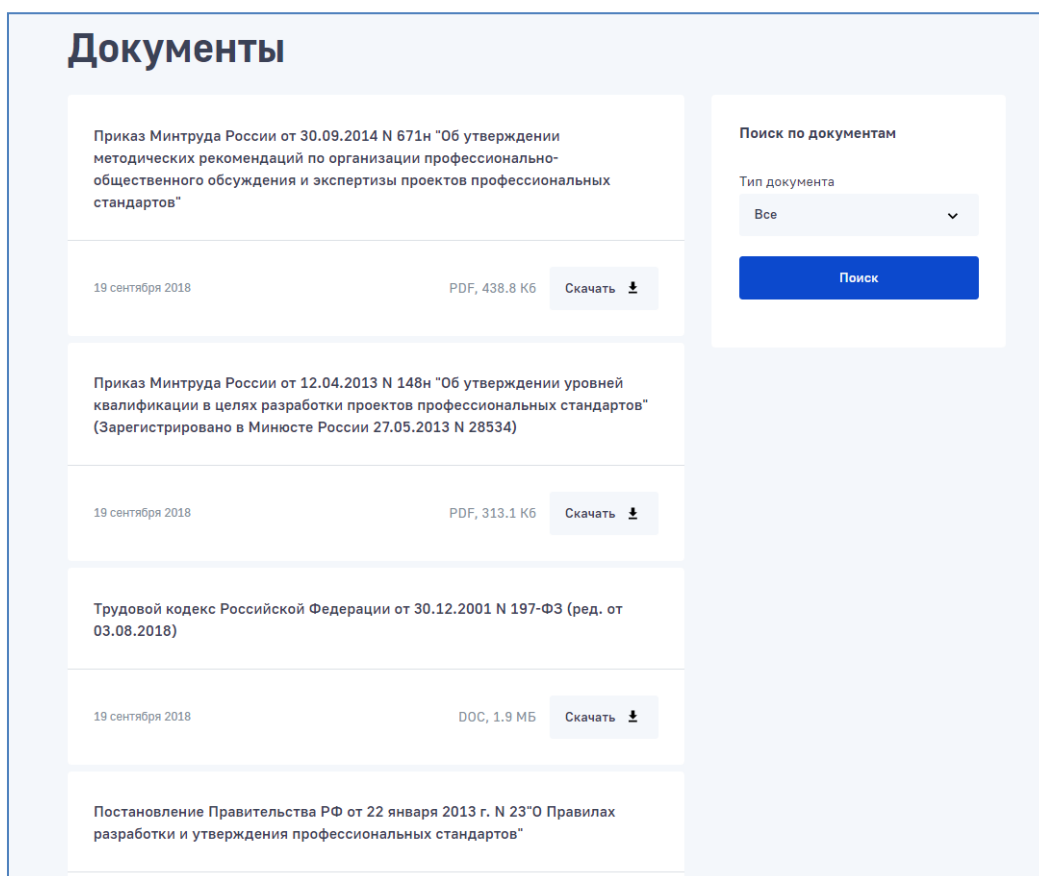 Документы
Приказ Минтруда России от 30.09.2014 N 671н "Об утверждении
методических рекомендаций по организации профессионально-
общественного обсуждения и экспертизы проектов профессиональных
стандартов"
19 сентября 2018
PDF, 438.8 Кб
Скачать
Приказ Минтруда России от 12.04.2013 N 148н "Об утверждении уровней
квалификации в целях разработки проектов профессиональных стандартов"
(Зарегистрировано в Минюсте России 27.05.2013 N 28534)
19 сентября 2018
PDF, 313.1 Кб
Скачать
Трудовой кодекс Российской Федерации от 30.12.2001 N 197-ФЗ (ред. от
03.08.2018)
19 сентября 2018
DOC, 1.9 МБ
Скачать
Постановление Правительства РФ от 22 января 2013 г. N 23"О Правилах
разработки и утверждения профессиональных стандартов"
Поиск по документам
Тип документа
Все
Поиск